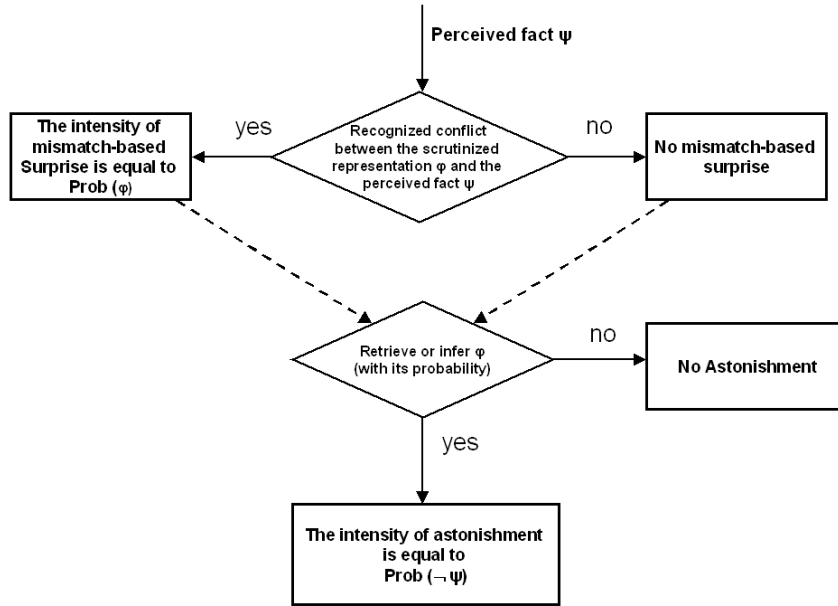 Perceived fact ψ
yes
no
The intensity of
mismatch-based
Surprise is equal to
Prob (φ)
Recognized conflict
between the scrutinized
representation φ and the
perceived fact ψ
No mismatch-based
surprise
Retrieve or infer φ
(with its probability)
no
No Astonishment
yes
The intensity of astonishment
is equal to
Prob (¬ ψ)